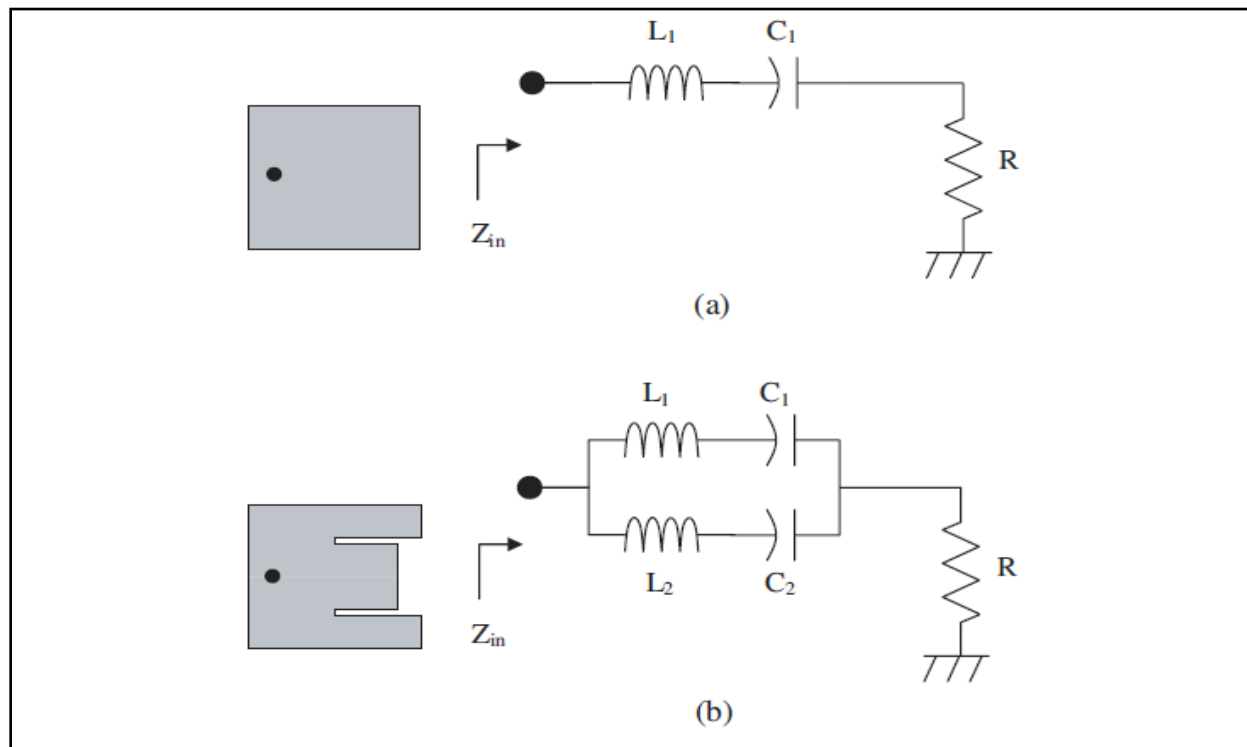 L₁ C₁
R
Zᵢₙ
(a)
L₁ C₁
L₂ C₂
R
Zᵢₙ
(b)